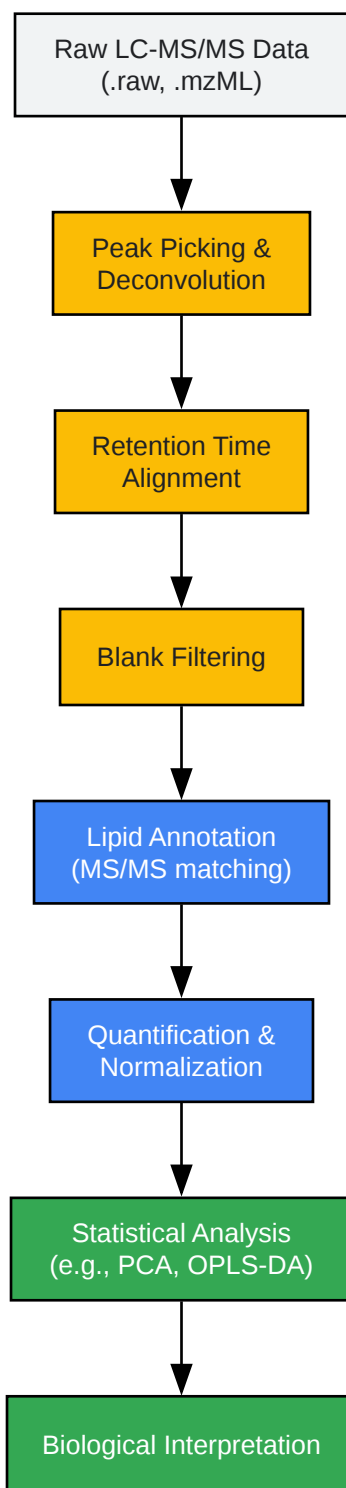 Raw LC-MS/MS Data
(.raw, .mzML)
Peak Picking &
Deconvolution
Retention Time
Alignment
Blank Filtering
Lipid Annotation
(MS/MS matching)
Quantification &
Normalization
Statistical Analysis
(e.g., PCA, OPLS-DA)
Biological Interpretation